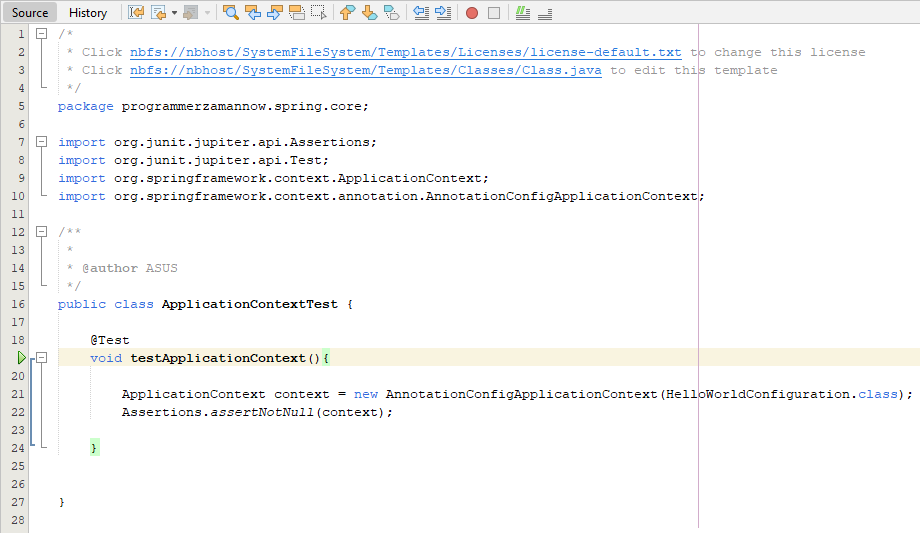 Source History
1 /*
2 * Click nbfs://nbhost/SystemFileSystem/Templates/Licenses/license-default.txt to change this license
3 * Click nbfs://nbhost/SystemFileSystem/Templates/Classes/Class.java to edit this template
4 */
5 package programmerzamannow.spring.core;
6
7 import org.junit.jupiter.api.Assertions;
8 import org.junit.jupiter.api.Test;
9 import org.springframework.context.ApplicationContext;
10 import org.springframework.context.annotation.AnnotationConfigApplicationContext;
11
12 /**
13 *
14 * @author ASUS
15 */
16 public class ApplicationContextTest {
17
18 @Test
void testApplicationContext(){
20
21 ApplicationContext context = new AnnotationConfigApplicationContext(HelloWorldConfiguration.class);
22 Assertions.assertNotNull(context);
23
24 }
25
26
27 }
28